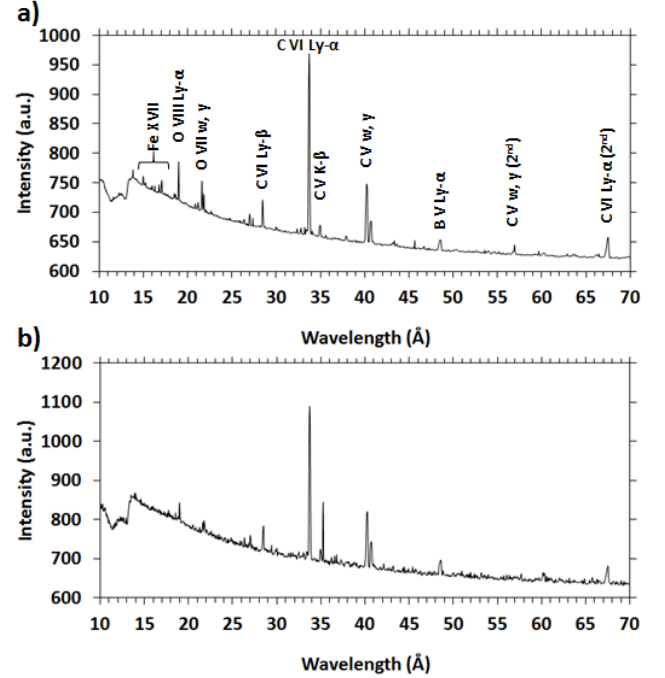 a)
1000
950
900
850
800
750
700
650
600
Intensity (a.u.)
Fe XVII
O VIII Ly-α
O VII w, y
C VI Ly-β
C VI Ly-α
C V K-β
C V w, y
B V Ly-α
C V w, y (2nd)
C VI Ly-α (2nd)
10 15 20 25 30 35 40 45 50 55 60 65 70
Wavelength (Å)
b)
1200
1100
1000
900
800
700
600
Intensity (a.u.)
10 15 20 25 30 35 40 45 50 55 60 65 70
Wavelength (Å)